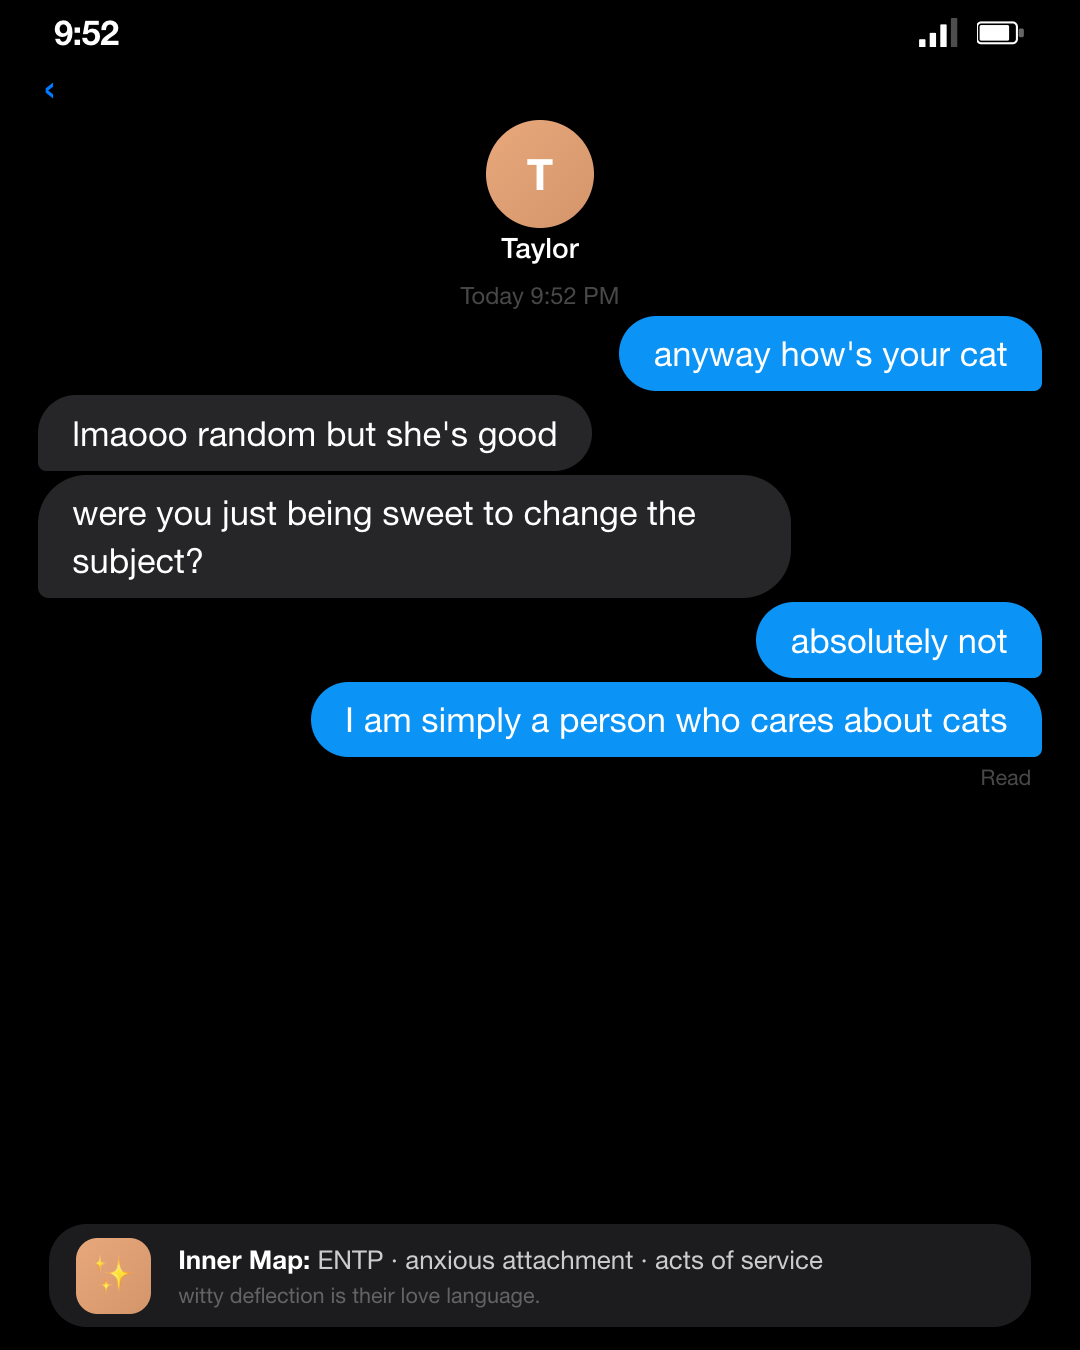 9:52
T
Taylor
Today 9:52 PM
anyway how's your cat
lmaooo random but she's good
were you just being sweet to change the
subject?
absolutely not
I am simply a person who cares about cats
Read
Inner Map: ENTP · anxious attachment · acts of service
witty deflection is their love language.